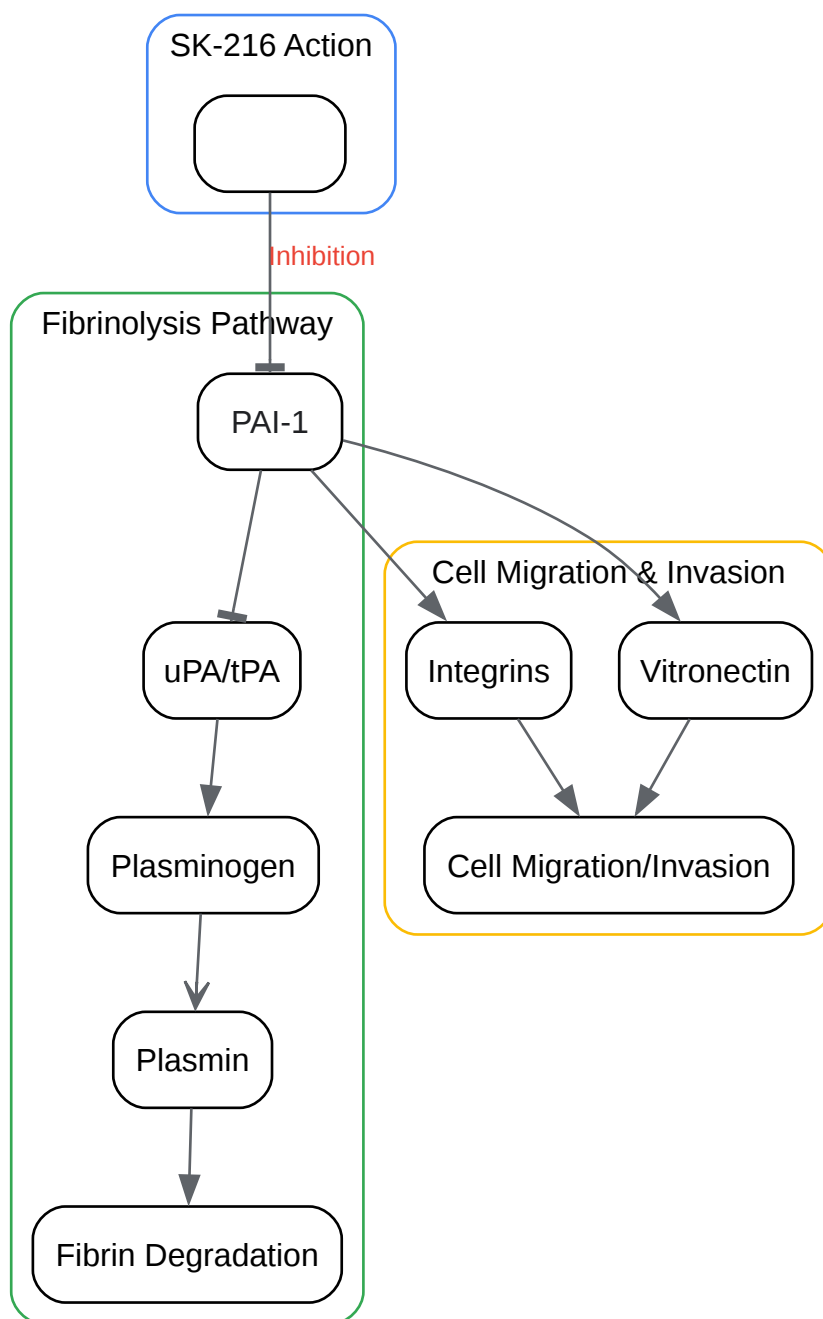 SK-216 Action
Inhibition
Fibrinolysis Pathway
PAI-1
Cell Migration & Invasion
uPA/tPA
Integrins
Vitronectin
Plasminogen
Cell Migration/Invasion
Plasmin
Fibrin Degradation